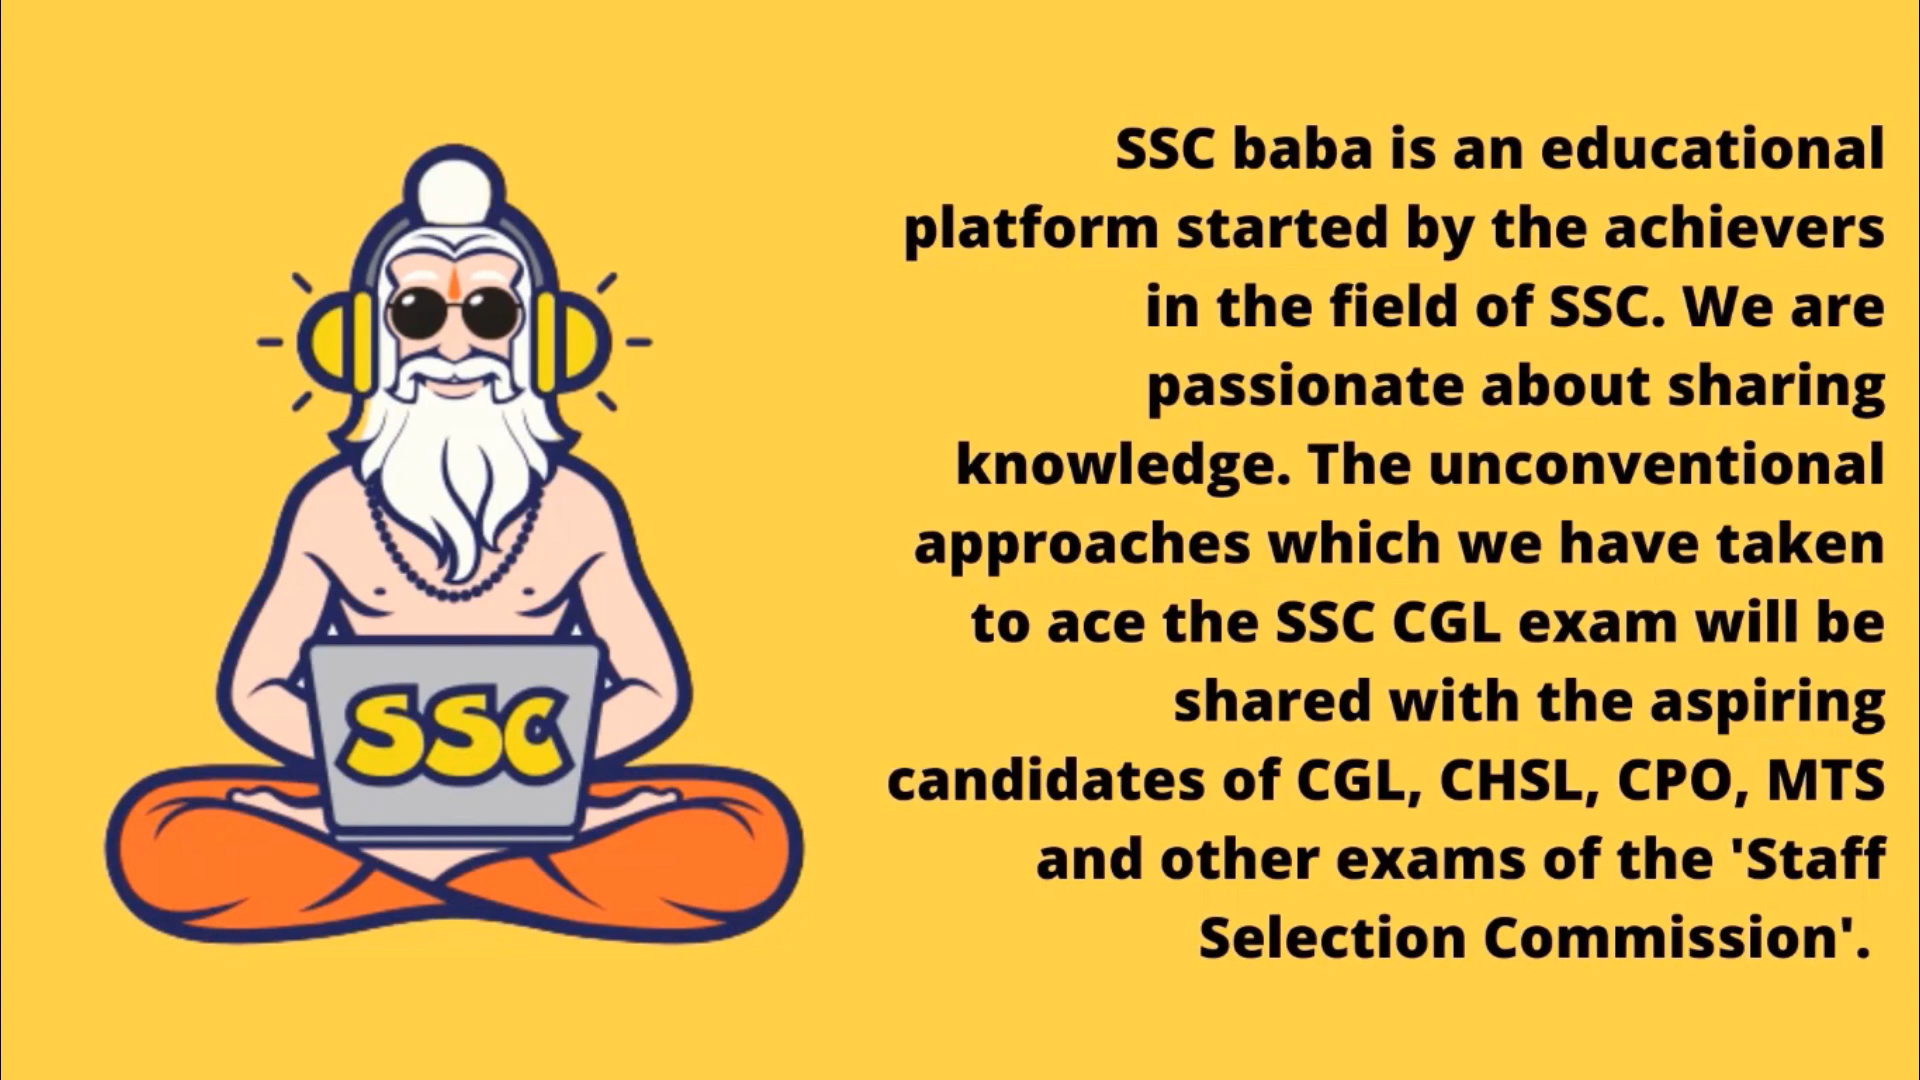 SSC baba is an educational
platform started by the achievers
in the field of SSC. We are
passionate about sharing
knowledge. The unconventional
approaches which we have taken
to ace the SSC CGL exam will be
shared with the aspiring
candidates of CGL, CHSL, CPO, MTS
and other exams of the 'Staff
Selection Commission'.
SSC